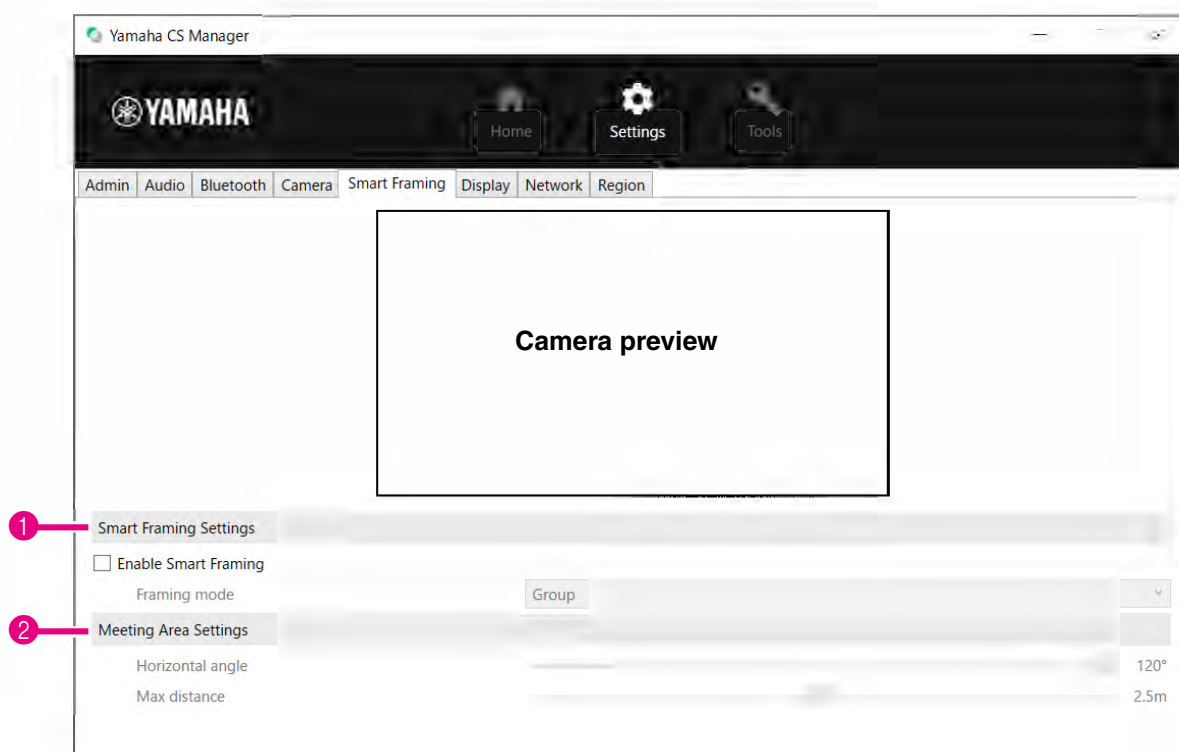 Yamaha CS Manager
YAMAHA
Home Settings Tools
Admin Audio Bluetooth Camera Smart Framing Display Network Region
Camera preview
1 Smart Framing Settings
Enable Smart Framing
Framing mode Group
2 Meeting Area Settings
Horizontal angle 120°
Max distance 2.5m